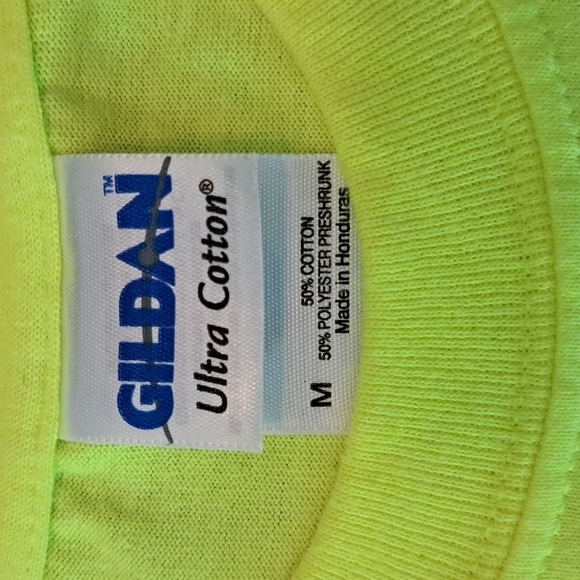 GILDAN™
Ultra Cotton®
50% COTTON
M 50% POLYESTER PRESHRUNK
Made in Honduras